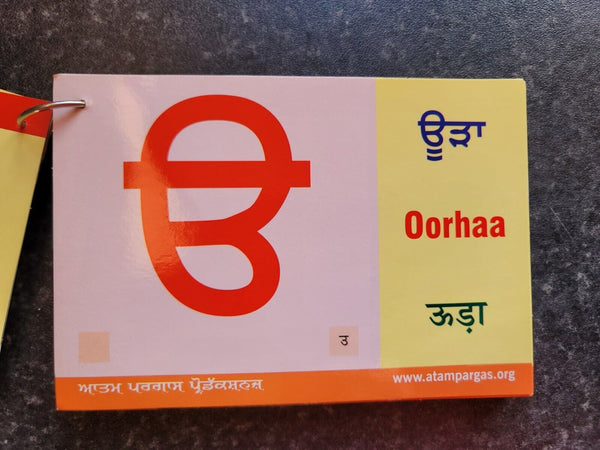 ੳ
ਊੜਾ
Oorhaa
ऊड़ा
ੳ
ਆਤਮ ਪਰਗਾਸ ਪ੍ਰੋਡੱਕਸ਼ਨਜ਼
www.atampargas.org